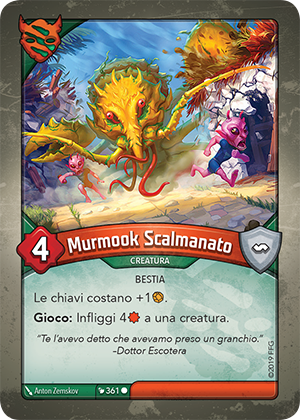 4
Murmook Scalmanato
CREATURA
BESTIA
Le chiavi costano +1.
Gioco: Infliggi 4 a una creatura.
"Te l'avevo detto che avevamo preso un granchio."
-Dottor Escotera
©2019 FFG
Anton Zemskov
361